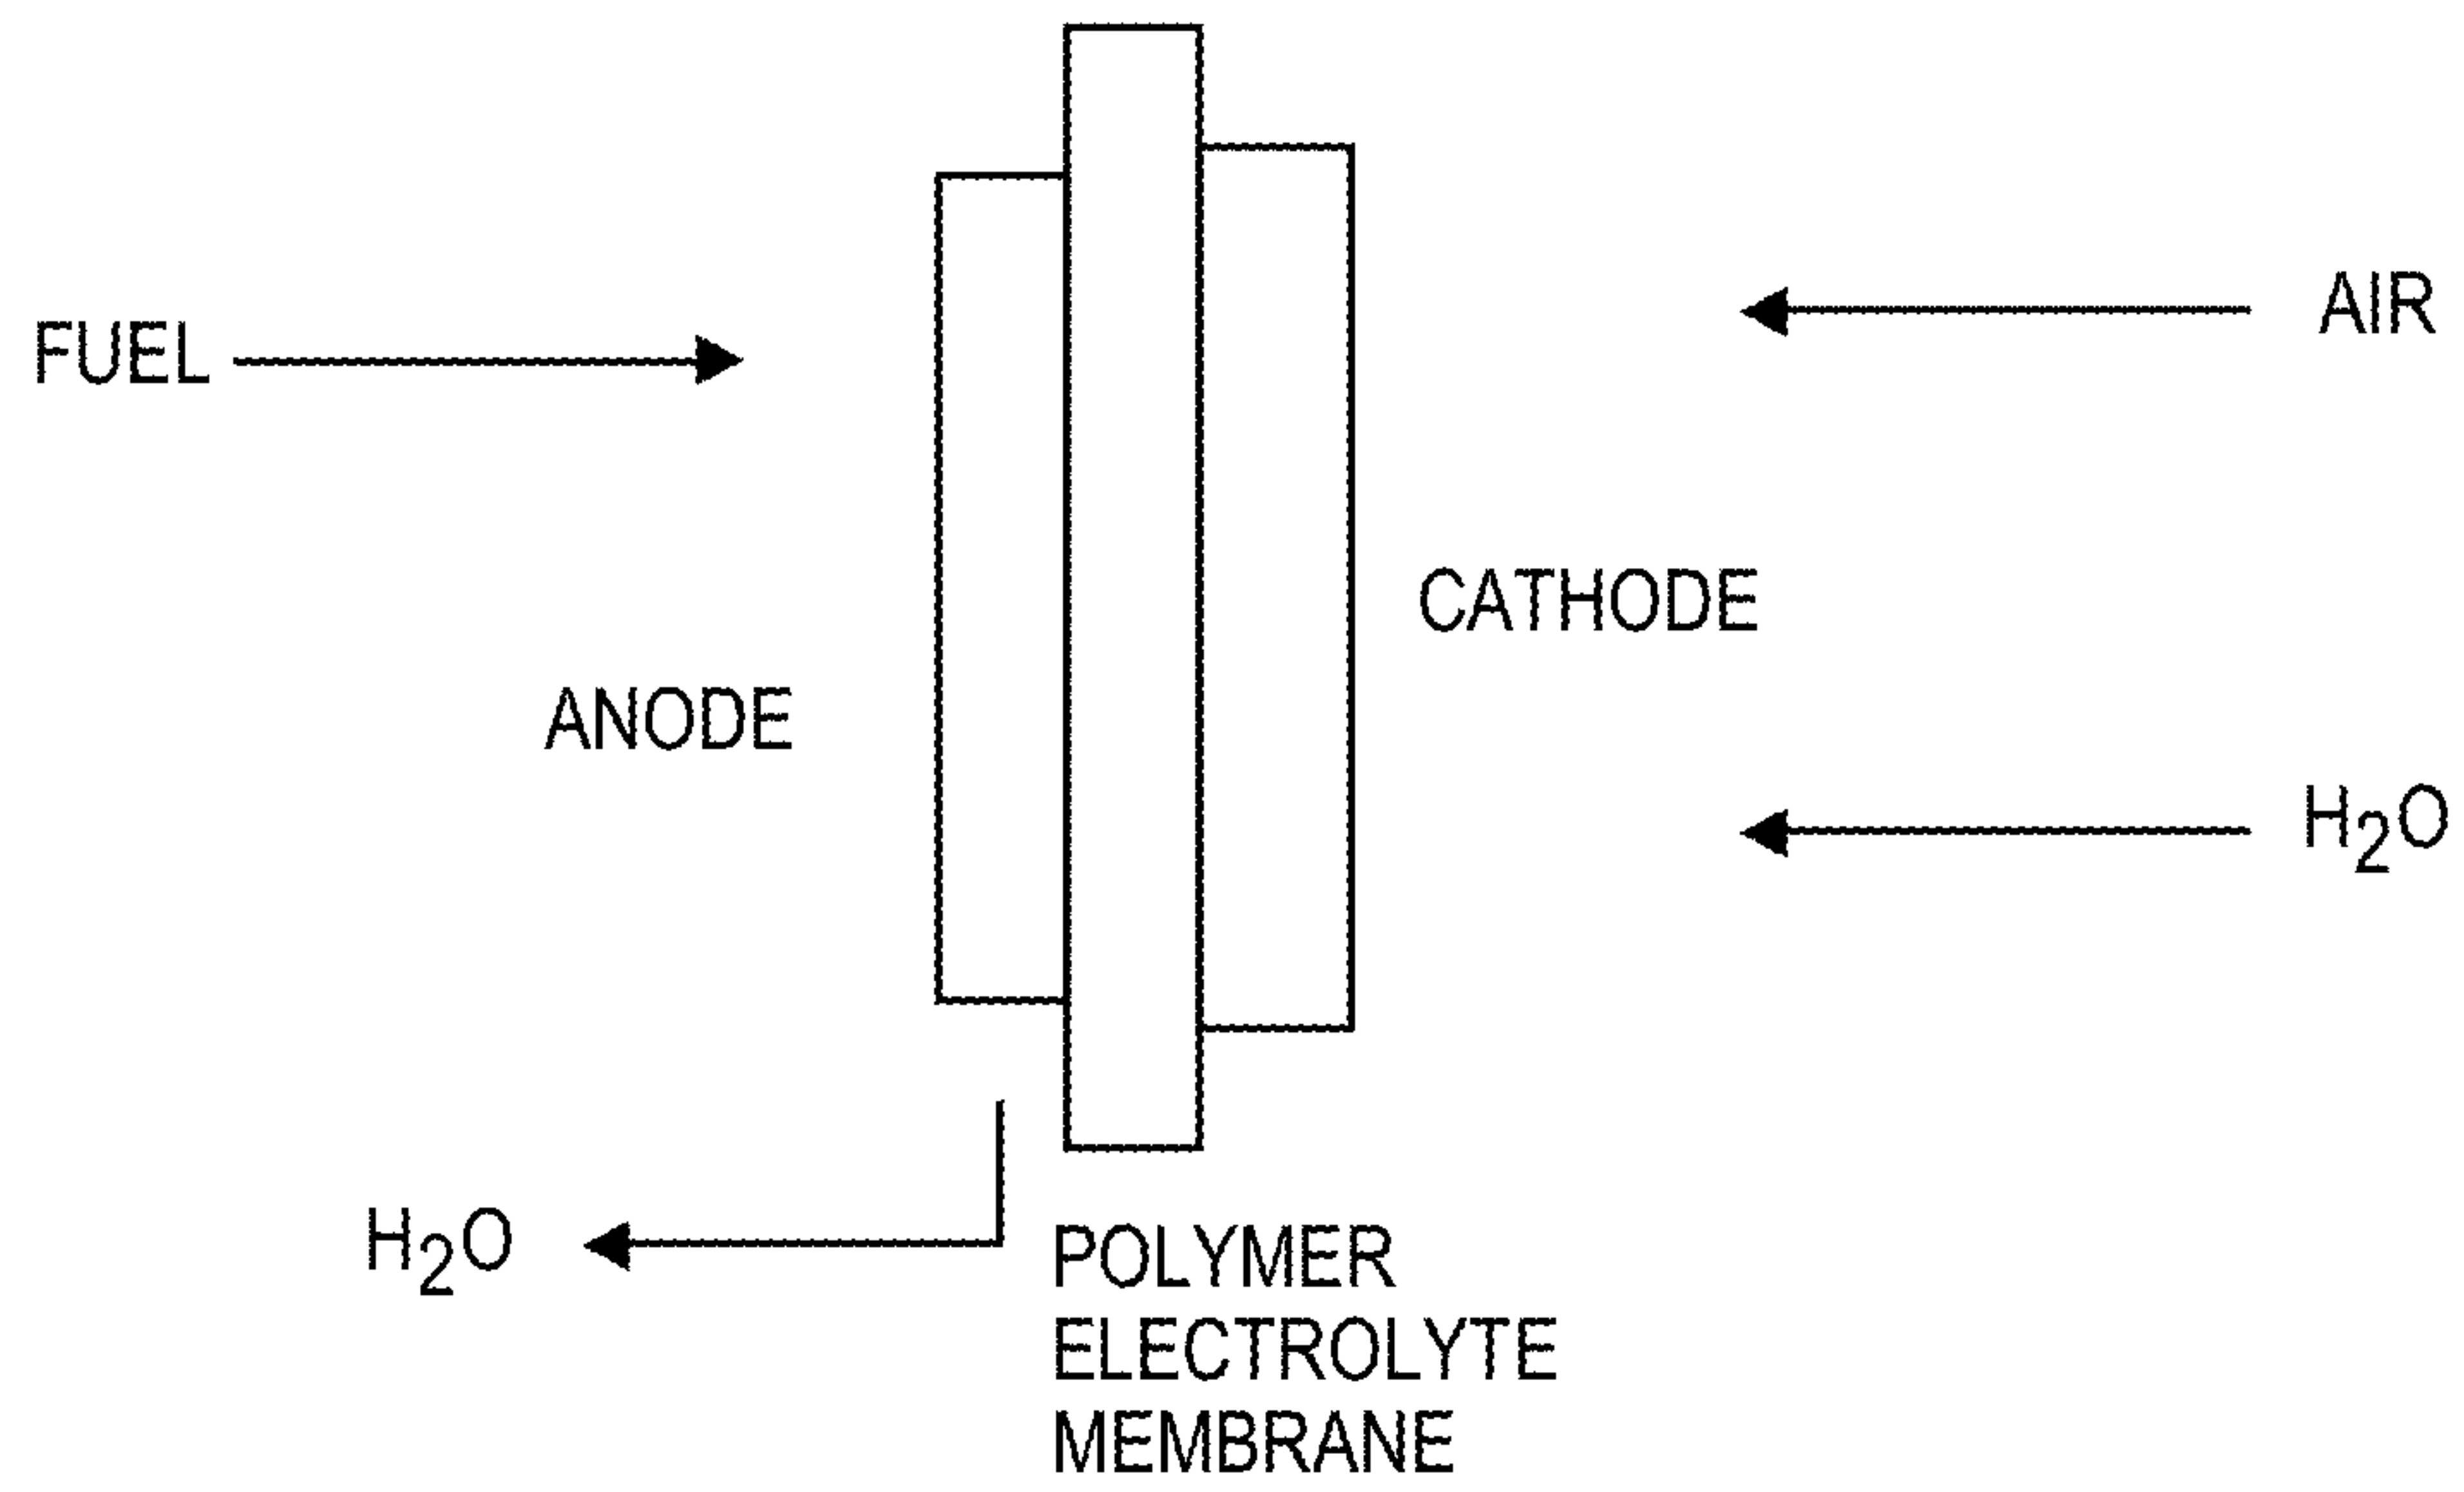 FUEL
AIR
CATHODE
ANODE
H2O
H2O
POLYMER
ELECTROLYTE
MEMBRANE